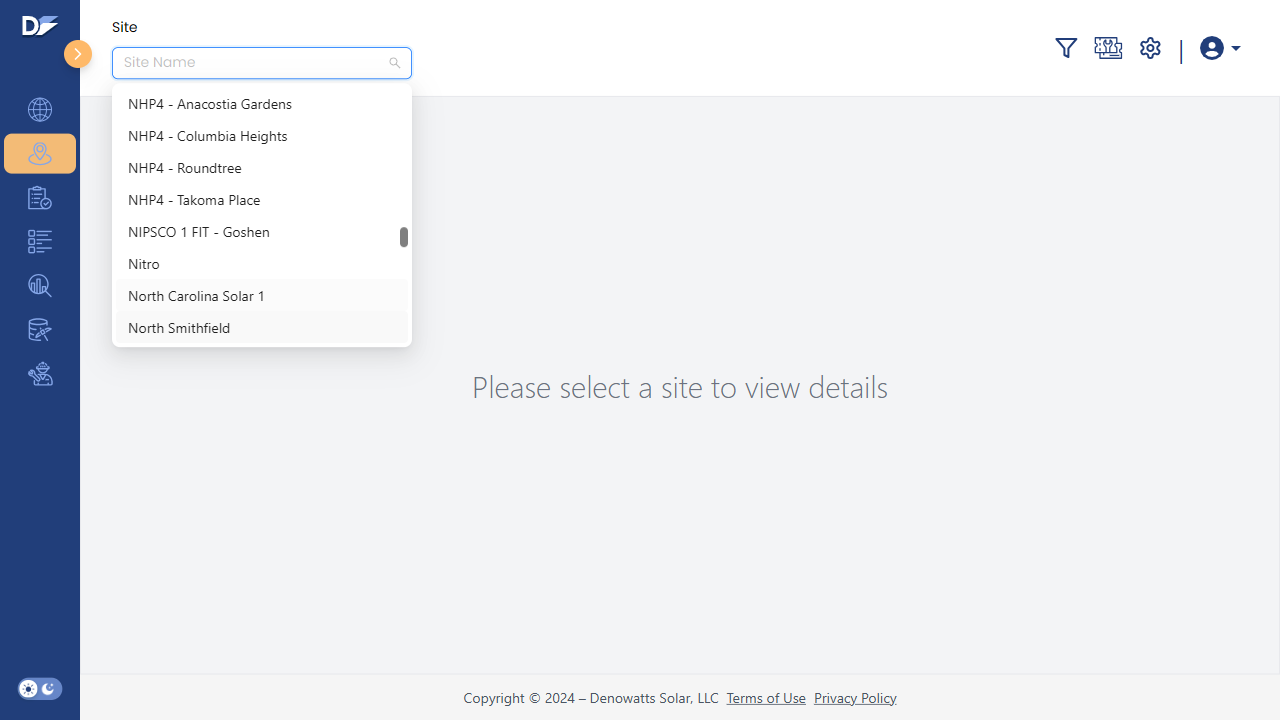 Site
Site Name
NHP4 - Anacostia Gardens
NHP4 - Columbia Heights
NHP4 - Roundtree
NHP4 - Takoma Place
NIPSCO 1 FIT - Goshen
Nitro
North Carolina Solar 1
North Smithfield
Please select a site to view details
Copyright © 2024 – Denowatts Solar, LLC Terms of Use Privacy Policy